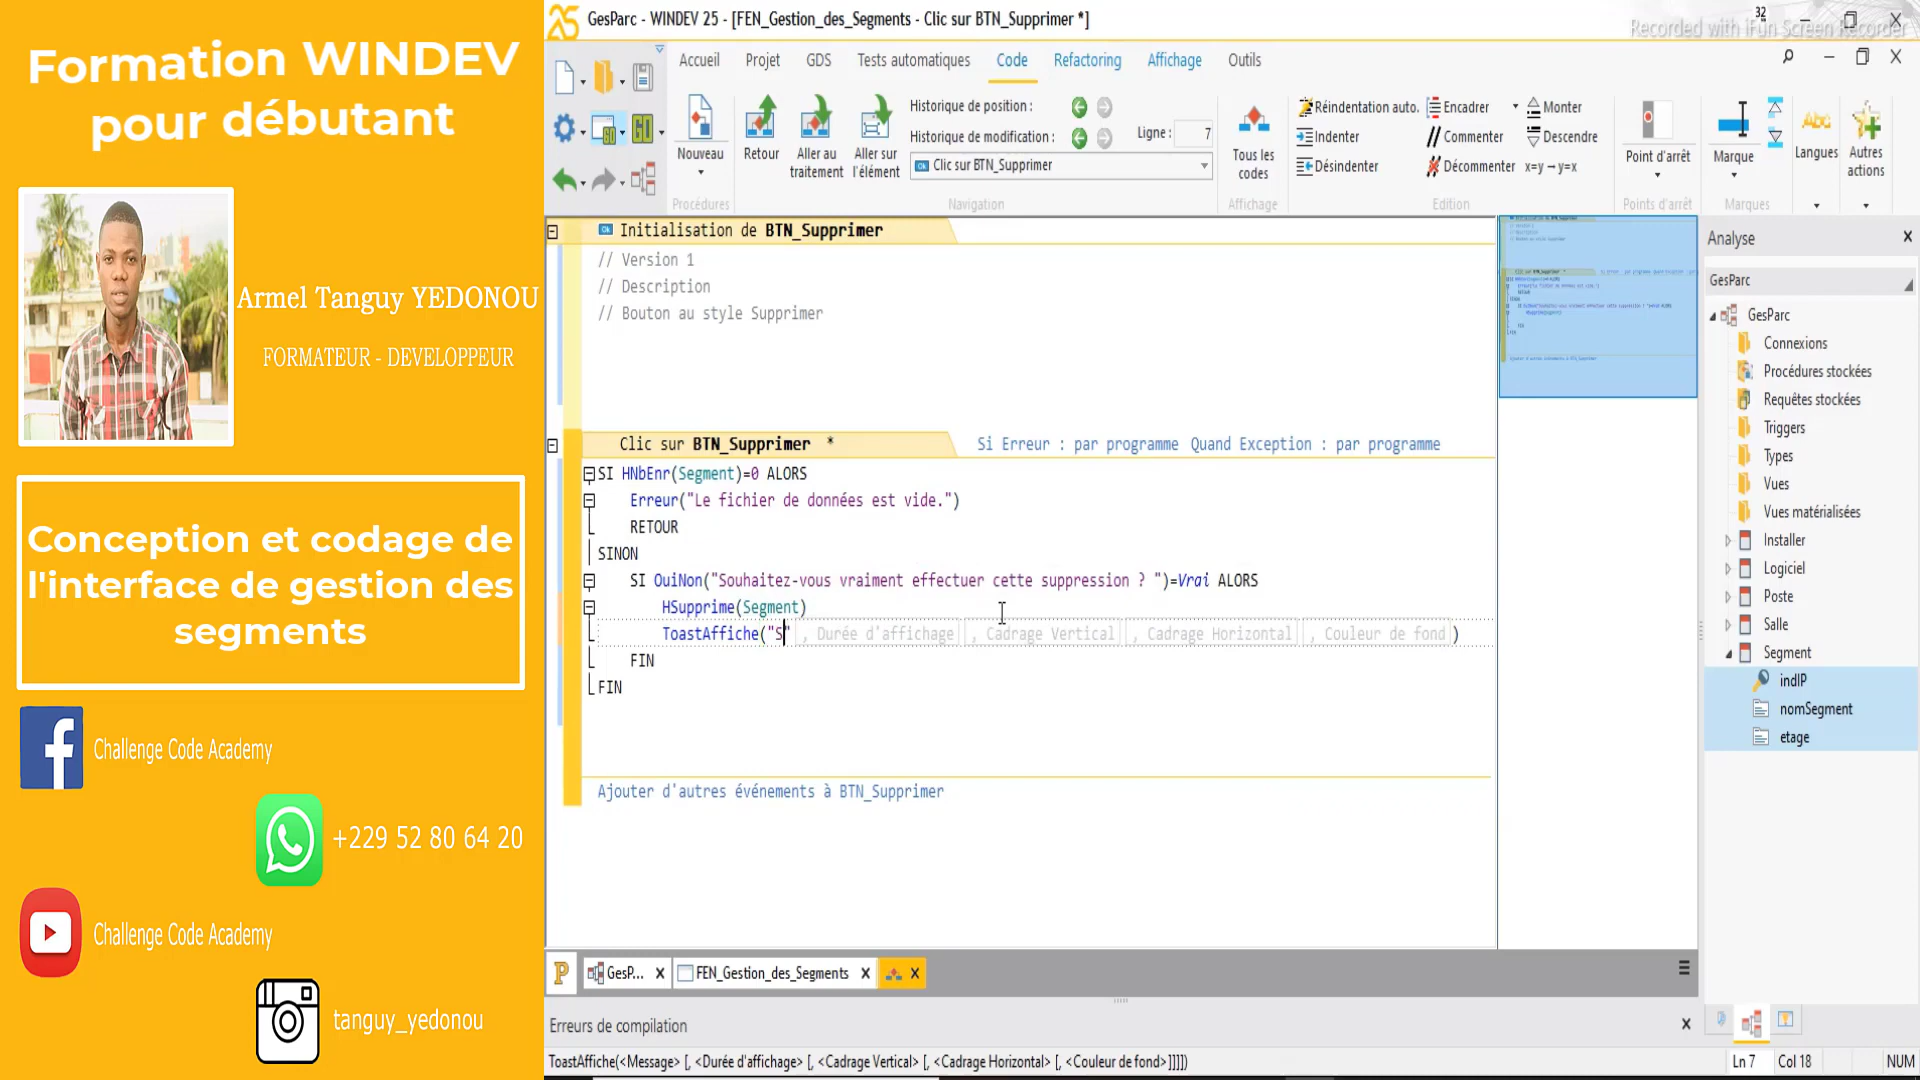 Formation WINDEV
pour débutant
Armel Tanguy YEDONOU
FORMATEUR - DEVELOPPEUR
Conception et codage de
l'interface de gestion des
segments
Challenge Code Academy
+229 52 80 64 20
Challenge Code Academy
tanguy_yedonou
25
GesParc - WINDEV 25 - [FEN_Gestion_des_Segments - Clic sur BTN_Supprimer *]
32
Recorded with iFun Screen Recorder
Accueil Projet GDS Tests automatiques Code Refactoring Affichage Outils
Nouveau
Retour
Aller au
traitement
Aller sur
l'élément
Historique de position :
Historique de modification :
Ligne : 7
Clic sur BTN_Supprimer
Tous les
codes
Réindentation auto.
Indenter
Désindenter
Encadrer
// Commenter
Décommenter
Monter
Descendre
x=y→y=x
Point d'arrêt
Marque
Langues
Abc
Autres
actions
Procédures Navigation Affichage Edition Points d'arrêt Marques
Initialisation de BTN_Supprimer
// Version 1
// Description
// Bouton au style Supprimer
Clic sur BTN_Supprimer * Si Erreur : par programme Quand Exception : par programme
SI HNbEnr(Segment)=0 ALORS
Erreur("Le fichier de données est vide.")
RETOUR
SINON
SI OuiNon("Souhaitez-vous vraiment effectuer cette suppression ? ")=Vrai ALORS
HSupprime(Segment)
ToastAffiche("S" , Durée d'affichage , Cadrage Vertical , Cadrage Horizontal , Couleur de fond )
FIN
FIN
Ajouter d'autres événements à BTN_Supprimer
Analyse
GesParc
GesParc
Connexions
Procédures stockées
Requêtes stockées
Triggers
Types
Vues
Vues matérialisées
Installer
Logiciel
Poste
Salle
Segment
indIP
nomSegment
etage
GesP... FEN_Gestion_des_Segments
Erreurs de compilation
ToastAffiche(<Message> [, <Durée d'affichage> [, <Cadrage Vertical> [, <Cadrage Horizontal> [, <Couleur de fond>]]]])
Ln 7 Col 18 NUM